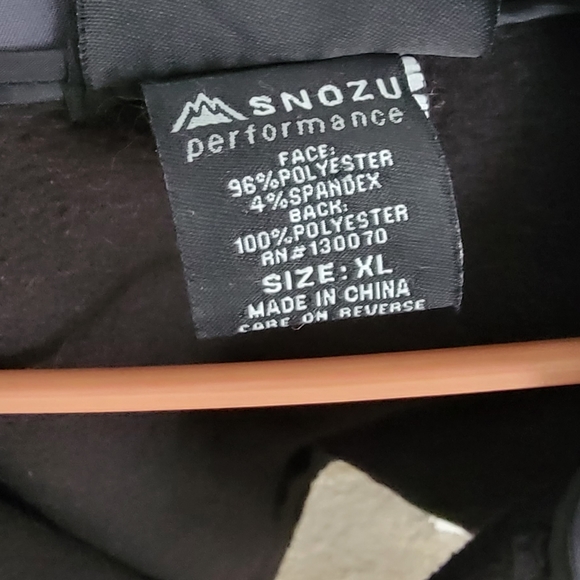 SNOZU
performance
FACE:
96%POLYESTER
4%SPANDEX
BACK:
100%POLYESTER
RN#130070
SIZE: XL
MADE IN CHINA
CARE ON REVERSE